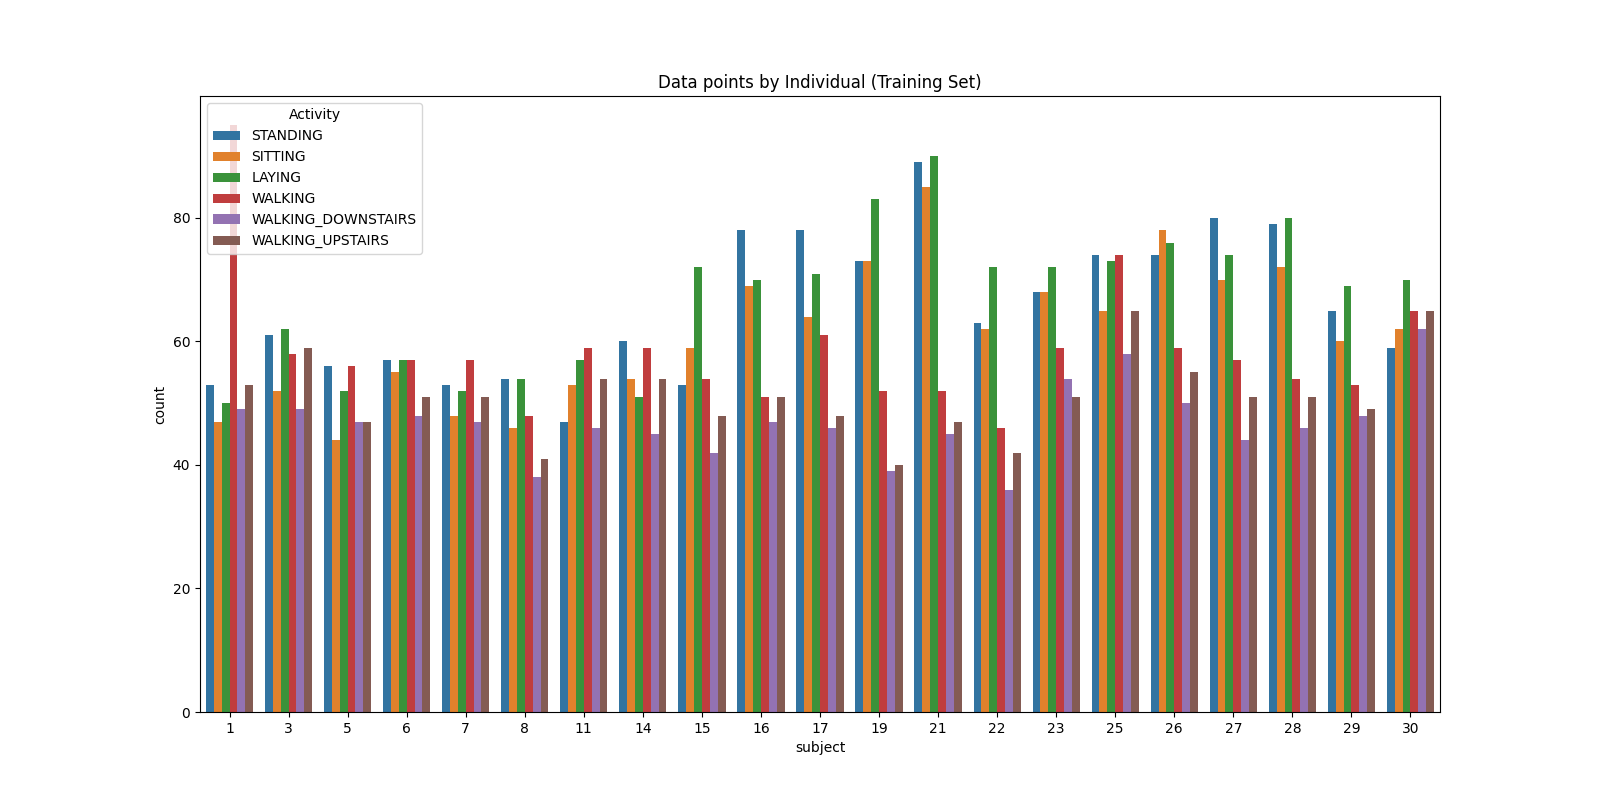 Data points by Individual (Training Set)
Activity
STANDING
SITTING
LAYING
WALKING
WALKING_DOWNSTAIRS
WALKING_UPSTAIRS
80
60
40
20
0
count
1 3 5 6 7 8 11 14 15 16 17 19 21 22 23 25 26 27 28 29 30
subject